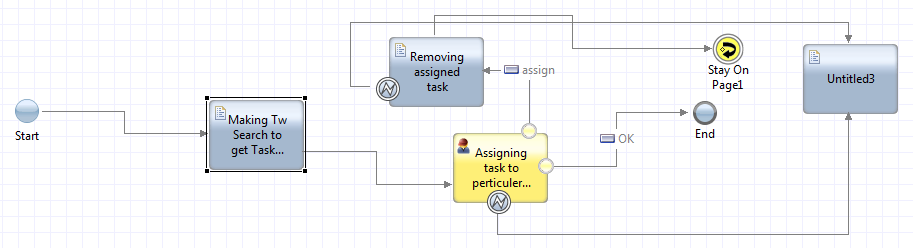 Removing
assigned
task
assign
Stay On
Page1
Untitled3
Start
Making Tw
Search to
get Task...
OK
End
Assigning
task to
perticuler...